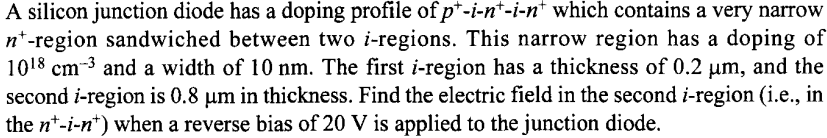 A silicon junction diode has a doping profile of p⁺-i-n⁺-i-n⁺ which contains a very narrow
n⁺-region sandwiched between two i-regions. This narrow region has a doping of
10¹⁸ cm⁻³ and a width of 10 nm. The first i-region has a thickness of 0.2 μm, and the
second i-region is 0.8 μm in thickness. Find the electric field in the second i-region (i.e., in
the n⁺-i-n⁺) when a reverse bias of 20 V is applied to the junction diode.